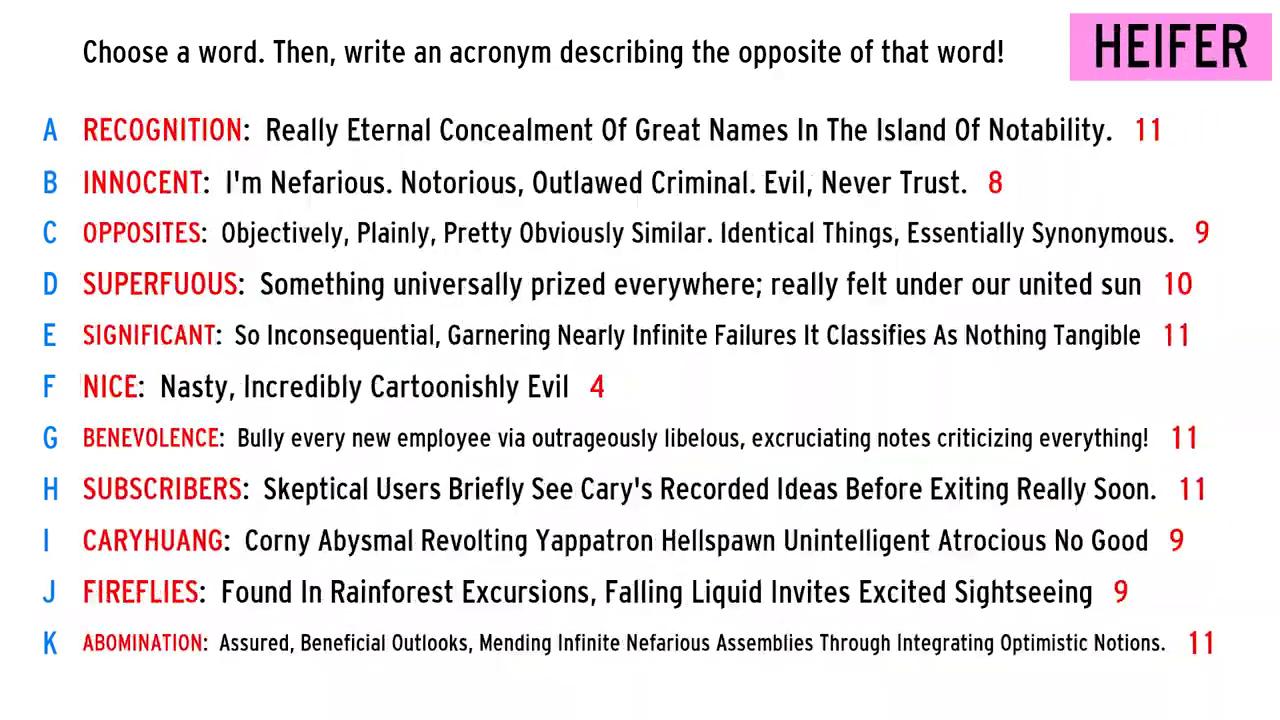 Choose a word. Then, write an acronym describing the opposite of that word!
HEIFER
A RECOGNITION: Really Eternal Concealment Of Great Names In The Island Of Notability. 11
B INNOCENT: I'm Nefarious. Notorious, Outlawed Criminal. Evil, Never Trust. 8
C OPPOSITES: Objectively, Plainly, Pretty Obviously Similar. Identical Things, Essentially Synonymous. 9
D SUPERFUOUS: Something universally prized everywhere; really felt under our united sun 10
E SIGNIFICANT: So Inconsequential, Garnering Nearly Infinite Failures It Classifies As Nothing Tangible 11
F NICE: Nasty, Incredibly Cartoonishly Evil 4
G BENEVOLENCE: Bully every new employee via outrageously libelous, excruciating notes criticizing everything! 11
H SUBSCRIBERS: Skeptical Users Briefly See Cary's Recorded Ideas Before Exiting Really Soon. 11
I CARYHUANG: Corny Abysmal Revolting Yappatron Hellspawn Unintelligent Atrocious No Good 9
J FIREFLIES: Found In Rainforest Excursions, Falling Liquid Invites Excited Sightseeing 9
K ABOMINATION: Assured, Beneficial Outlooks, Mending Infinite Nefarious Assemblies Through Integrating Optimistic Notions. 11